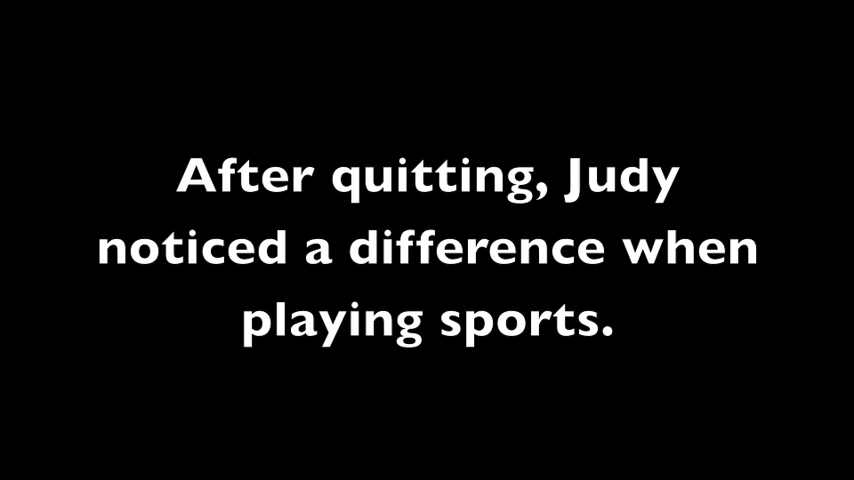 After quitting, Judy
noticed a difference when
playing sports.